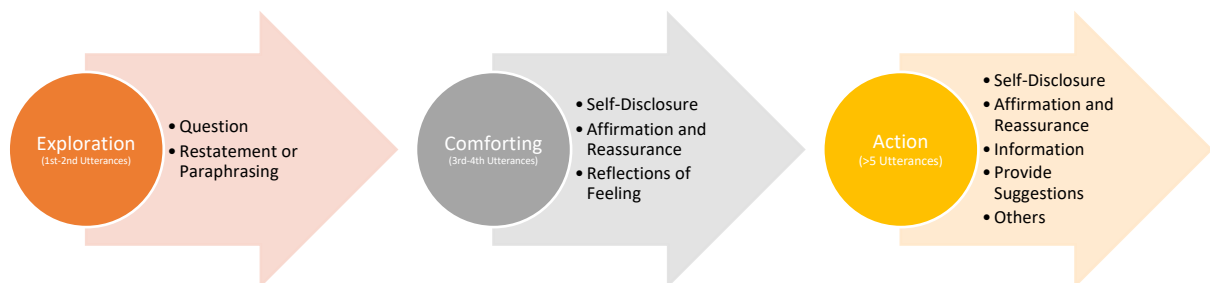 Exploration
(1st-2nd Utterances)
• Question
• Restatement or
Paraphrasing
Comforting
(3rd-4th Utterances)
• Self-Disclosure
• Affirmation and
Reassurance
• Reflections of
Feeling
Action
(>5 Utterances)
• Self-Disclosure
• Affirmation and
Reassurance
• Information
• Provide
Suggestions
• Others